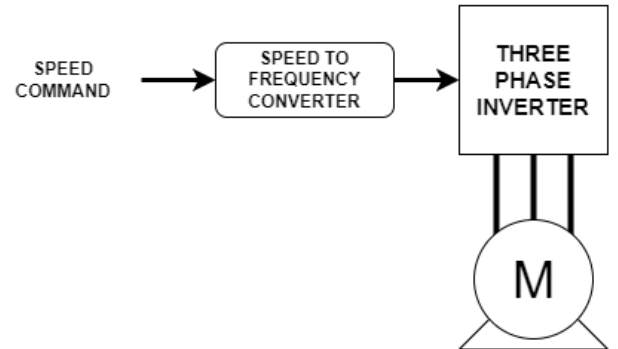 SPEED
COMMAND
SPEED TO
FREQUENCY
CONVERTER
THREE
PHASE
INVERTER
M